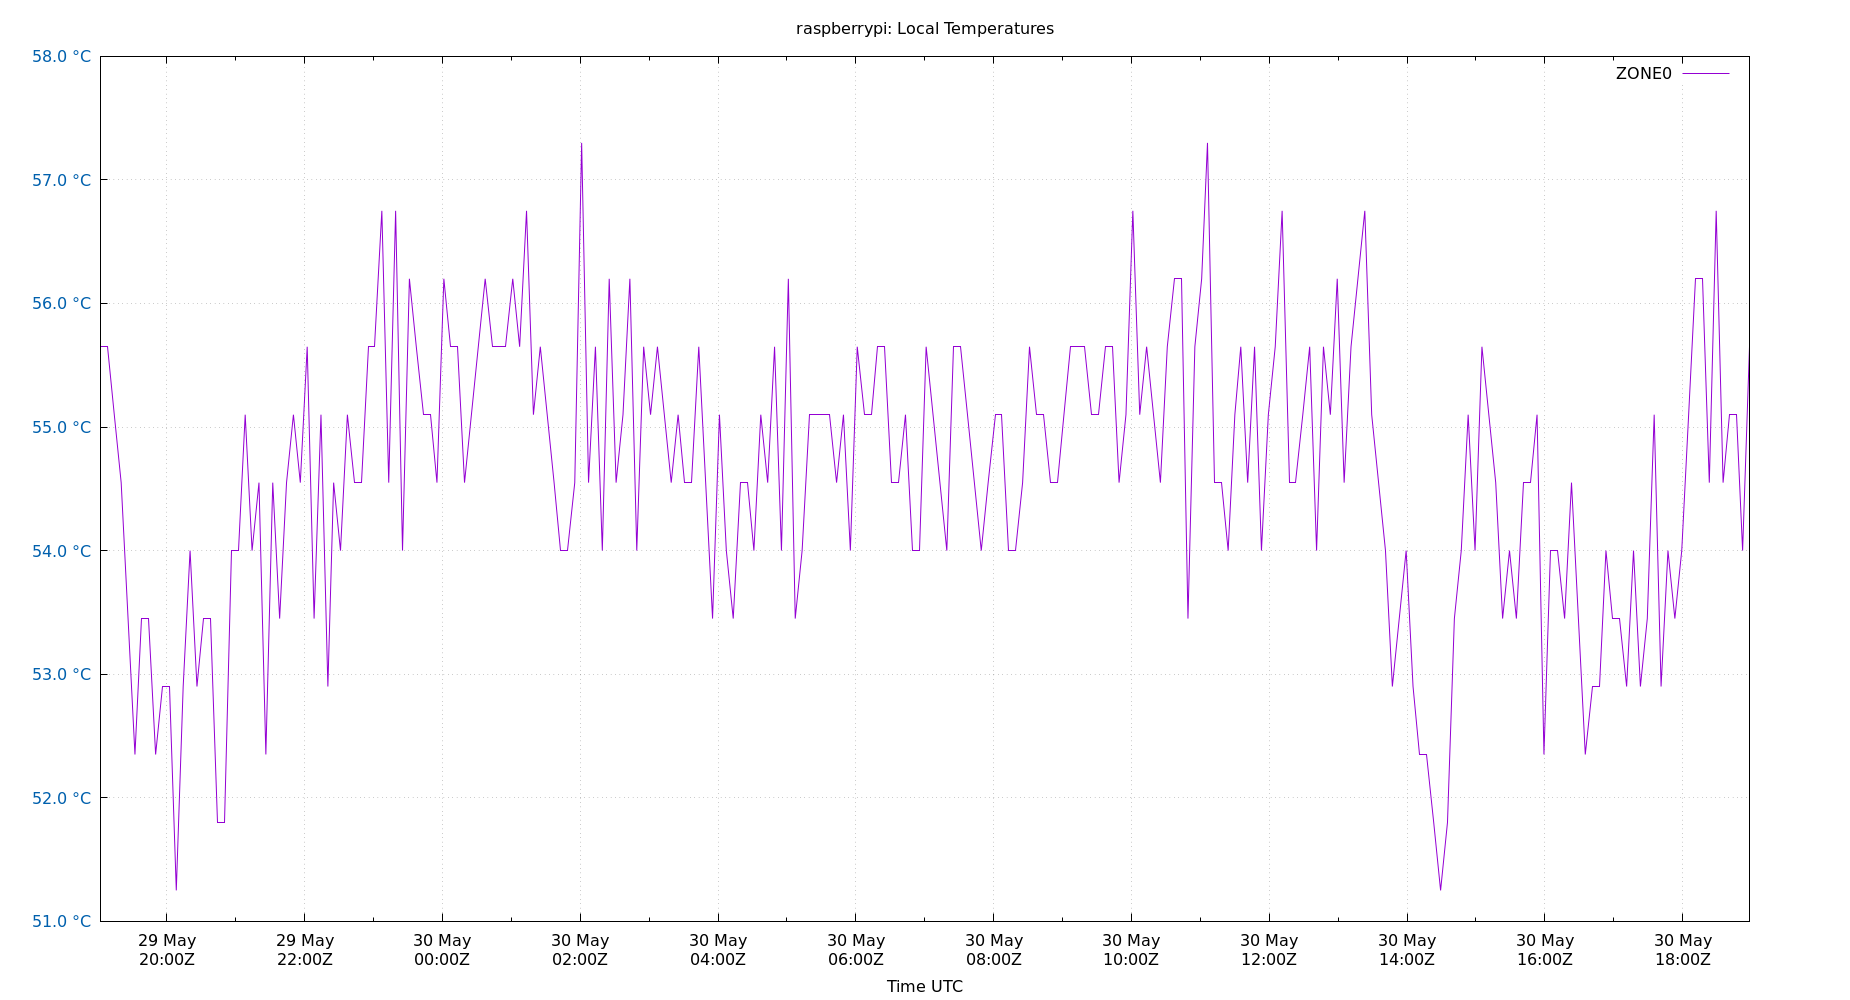 raspberrypi: Local Temperatures
58.0 °C
57.0 °C
56.0 °C
55.0 °C
54.0 °C
53.0 °C
52.0 °C
51.0 °C
ZONE0
29 May 29 May 30 May 30 May 30 May 30 May 30 May 30 May 30 May 30 May 30 May 30 May
20:00Z 22:00Z 00:00Z 02:00Z 04:00Z 06:00Z 08:00Z 10:00Z 12:00Z 14:00Z 16:00Z 18:00Z
Time UTC